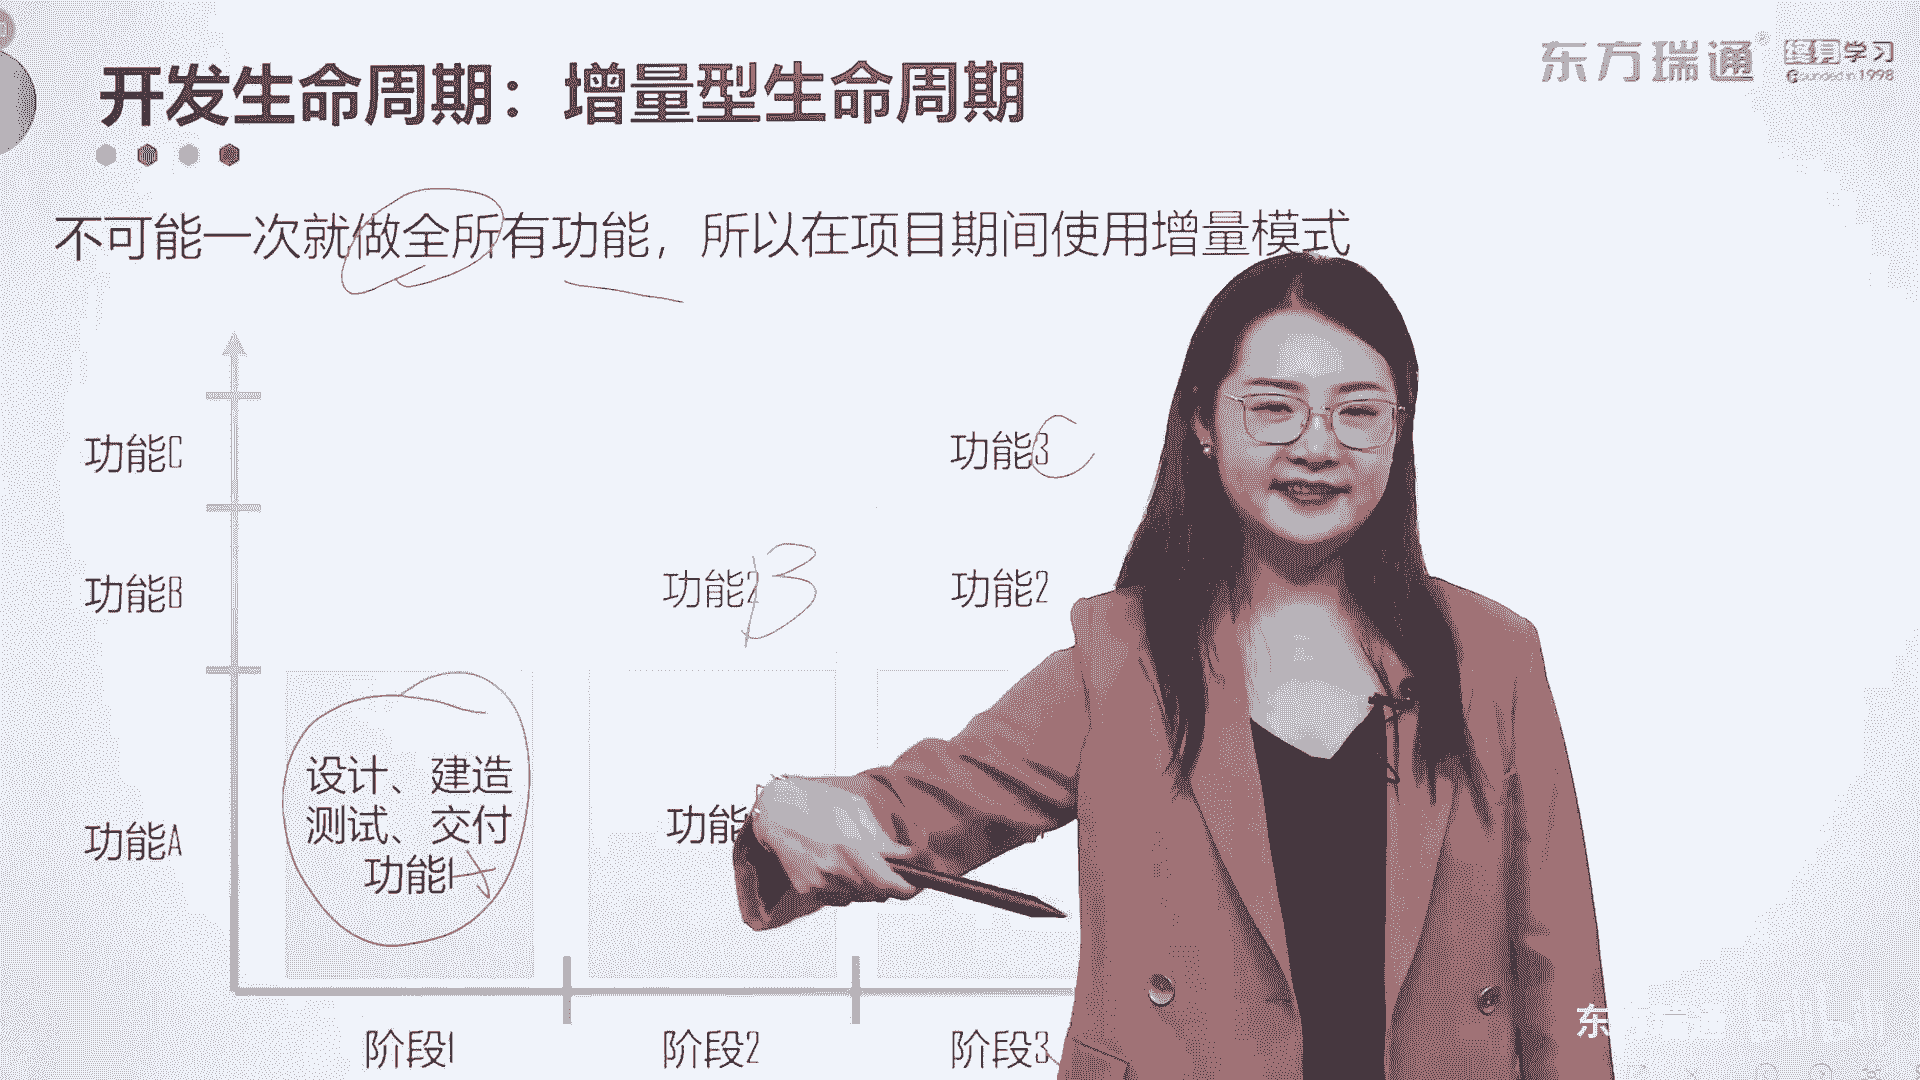 东方瑞通®
终身学习
Founded in 1998
开发生命周期：增量型生命周期
不可能一次就做全所有功能，所以在项目期间使用增量模式
功能C
功能3 C
功能B
功能2 B
功能2
功能A
设计、建造
测试、交付
功能1
功能
阶段1
阶段2
阶段3
东